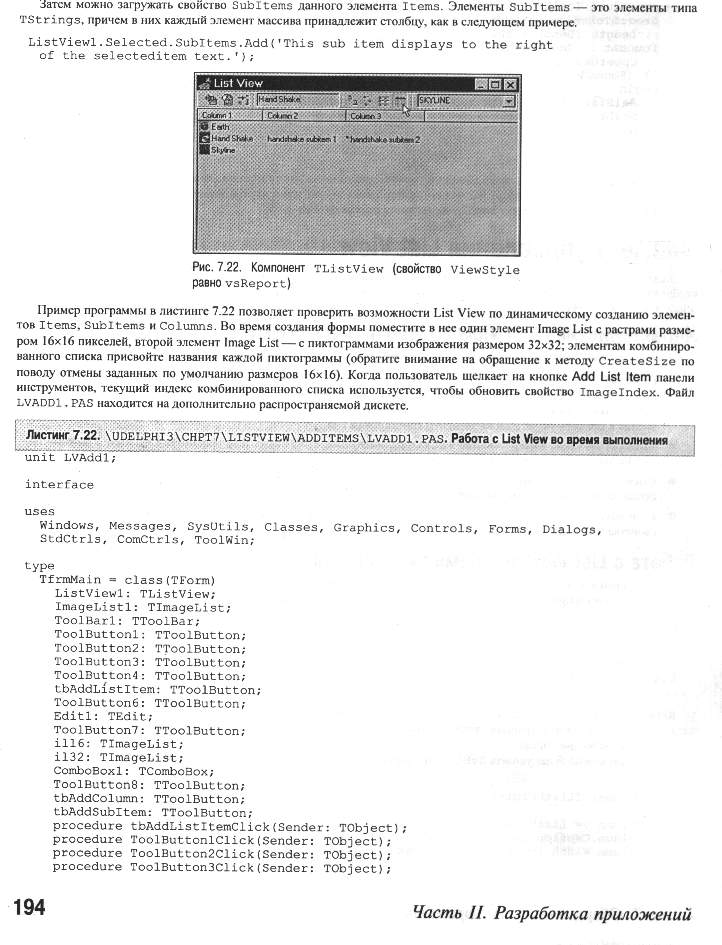 Затем можно загружать свойство SubItems данного элемента Items. Элементы SubItems — это элементы типа
TStrings, причем в них каждый элемент массива принадлежит столбцу, как в следующем примере.
ListView1.Selected.SubItems.Add('This sub item displays to the right
of the selecteditem text.');
List View
Hand Shake SKYLINE
Column 1 Column 2 Column 3
Earth
Hand Shake handshake subitem 1 *handshake subitem 2
Skyline
Рис. 7.22. Компонент TListView (свойство ViewStyle
равно vsReport)
Пример программы в листинге 7.22 позволяет проверить возможности List View по динамическому созданию элемен-
тов Items, SubItems и Columns. Во время создания формы поместите в нее один элемент Image List с растрами разме-
ром 16×16 пикселей, второй элемент Image List — с пиктограммами изображения размером 32×32; элементам комбиниро-
ванного списка присвойте названия каждой пиктограммы (обратите внимание на обращение к методу CreateSize по
поводу отмены заданных по умолчанию размеров 16×16). Когда пользователь щелкает на кнопке Add List Item панели
инструментов, текущий индекс комбинированного списка используется, чтобы обновить свойство ImageIndex. Файл
LVADD1.PAS находится на дополнительно распространяемой дискете.
Листинг 7.22. \UDELPHI3\CHPT7\LISTVIEW\ADDITEMS\LVADD1.PAS. Работа с List View во время выполнения
unit LVAdd1;
interface
uses
Windows, Messages, SysUtils, Classes, Graphics, Controls, Forms, Dialogs,
StdCtrls, ComCtrls, ToolWin;
type
TfrmMain = class(TForm)
ListView1: TListView;
ImageList1: TImageList;
ToolBar1: TToolBar;
ToolButton1: TToolButton;
ToolButton2: TToolButton;
ToolButton3: TToolButton;
ToolButton4: TToolButton;
tbAddListItem: TToolButton;
ToolButton6: TToolButton;
Edit1: TEdit;
ToolButton7: TToolButton;
il16: TImageList;
il32: TImageList;
ComboBox1: TComboBox;
ToolButton8: TToolButton;
tbAddColumn: TToolButton;
tbAddSubItem: TToolButton;
procedure tbAddListItemClick(Sender: TObject);
procedure ToolButton1Click(Sender: TObject);
procedure ToolButton2Click(Sender: TObject);
procedure ToolButton3Click(Sender: TObject);
194
Часть II. Разработка приложений